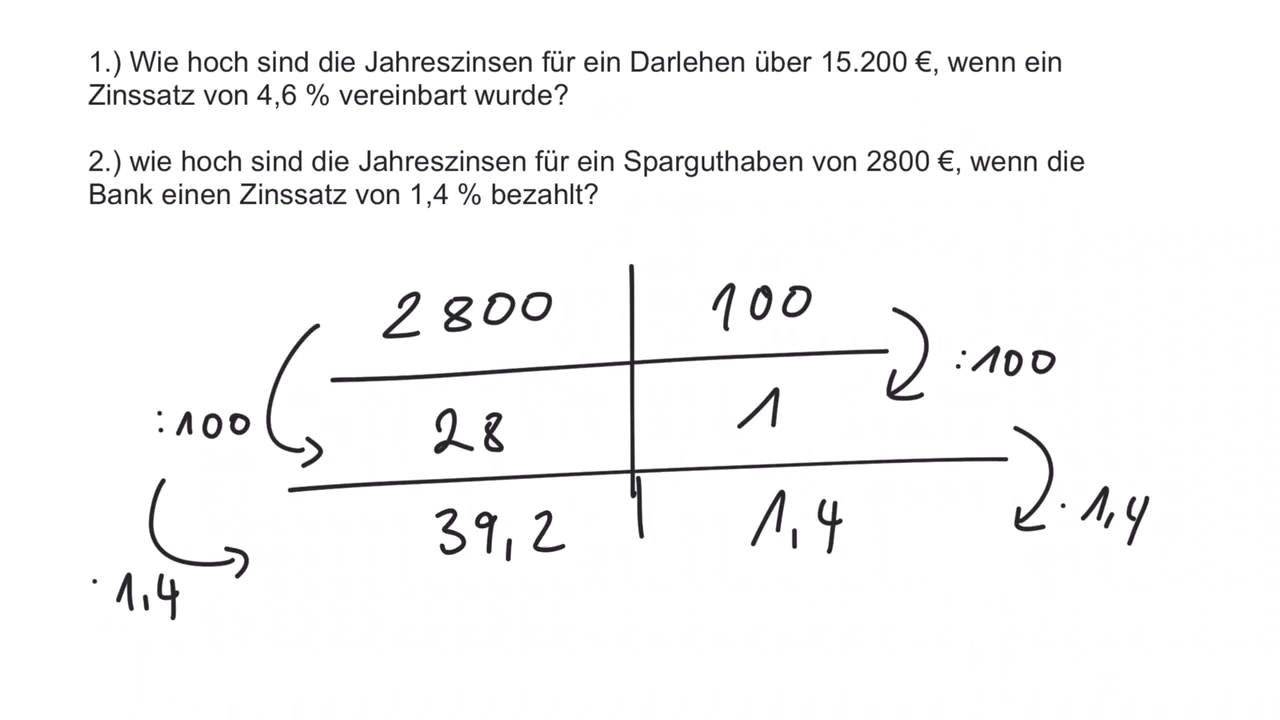 1.) Wie hoch sind die Jahreszinsen für ein Darlehen über 15.200 €, wenn ein
Zinssatz von 4,6 % vereinbart wurde?
2.) wie hoch sind die Jahreszinsen für ein Sparguthaben von 2800 €, wenn die
Bank einen Zinssatz von 1,4 % bezahlt?
2800 100
:100
:100 28 1
39,2 1,4 · 1,4
· 1,4